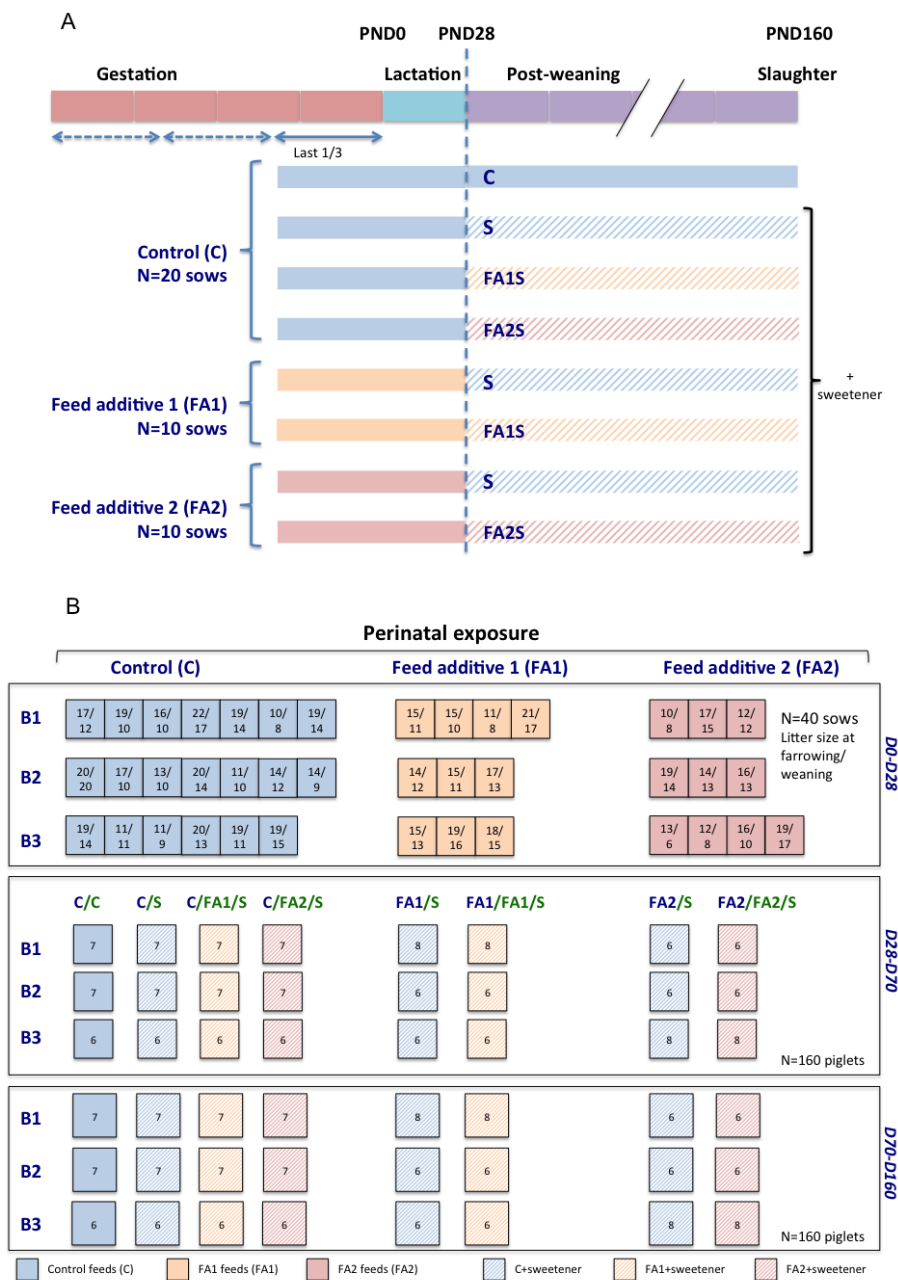 A
PND0 PND28 PND160
Gestation Lactation Post-weaning Slaughter
Last 1/3
C
S
Control (C)
N=20 sows
FA1S
FA2S
S
+
sweetener
Feed additive 1 (FA1)
N=10 sows
FA1S
S
Feed additive 2 (FA2)
N=10 sows
FA2S
B
Perinatal exposure
Control (C) Feed additive 1 (FA1) Feed additive 2 (FA2)
B1 17/12 19/10 16/10 22/17 19/14 10/8 19/14 15/11 15/10 11/8 21/17 10/8 17/15 12/12
N=40 sows
Litter size at
farrowing/
weaning
B2 20/20 17/10 13/10 20/14 11/10 14/12 14/9 14/12 15/11 17/13 19/14 14/13 16/13
B3 19/14 11/11 11/9 20/13 19/11 19/15 15/13 19/16 18/15 13/6 12/8 16/10 19/17
D0-D28
C/C C/S C/FA1/S C/FA2/S FA1/S FA1/FA1/S FA2/S FA2/FA2/S
B1 7 7 7 7 8 8 6 6
B2 7 7 7 7 6 6 6 6
B3 6 6 6 6 6 6 8 8
N=160 piglets
D28-D70
B1 7 7 7 7 8 8 6 6
B2 7 7 7 7 6 6 6 6
B3 6 6 6 6 6 6 8 8
N=160 piglets
D70-D160
Control feeds (C) FA1 feeds (FA1) FA2 feeds (FA2) C+sweetener FA1+sweetener FA2+sweetener